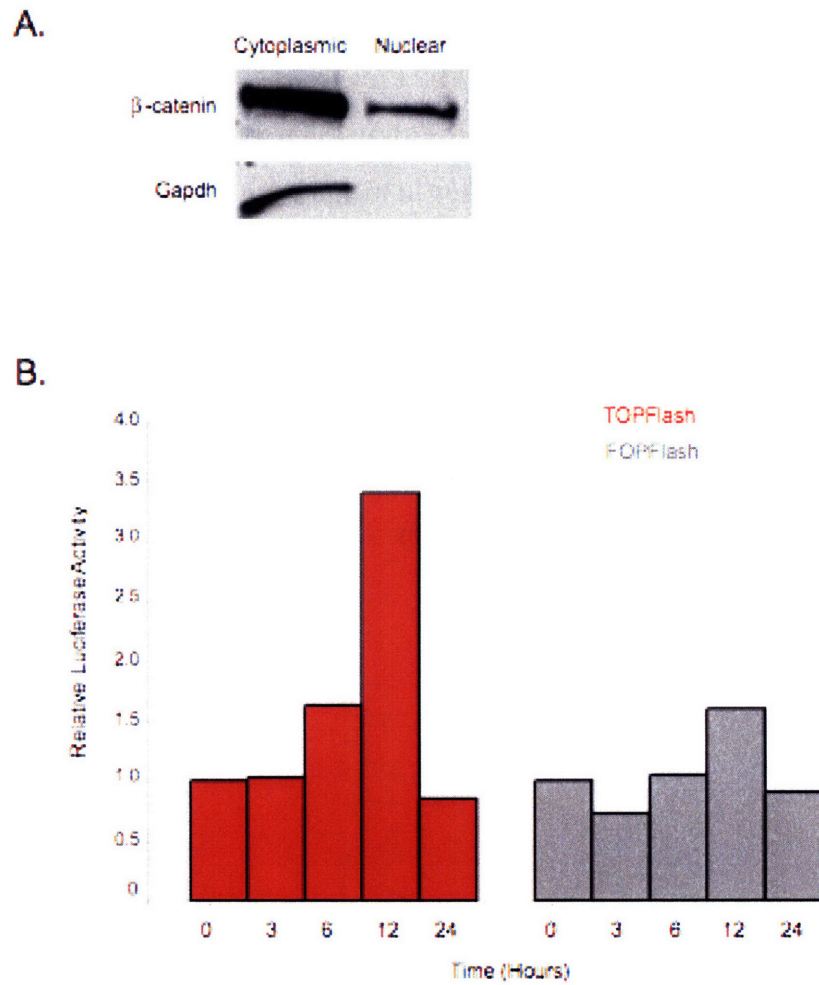 A.
Cytoplasmic Nuclear
β-catenin
Gapdh
B.
TOPFlash
FOPFlash
Relative Luciferase Activity
4.0
3.5
3.0
2.5
2.0
1.5
1.0
0.5
0
0 3 6 12 24 0 3 6 12 24
Time (Hours)